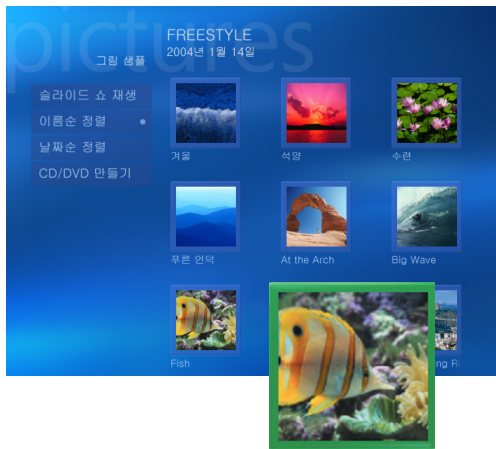 pictures
FREESTYLE
2004년 1월 14일
그림 샘플
슬라이드 쇼 재생
이름순 정렬
날짜순 정렬
CD/DVD 만들기
겨울
석양
수련
푸른 언덕
At the Arch
Big Wave
Fish